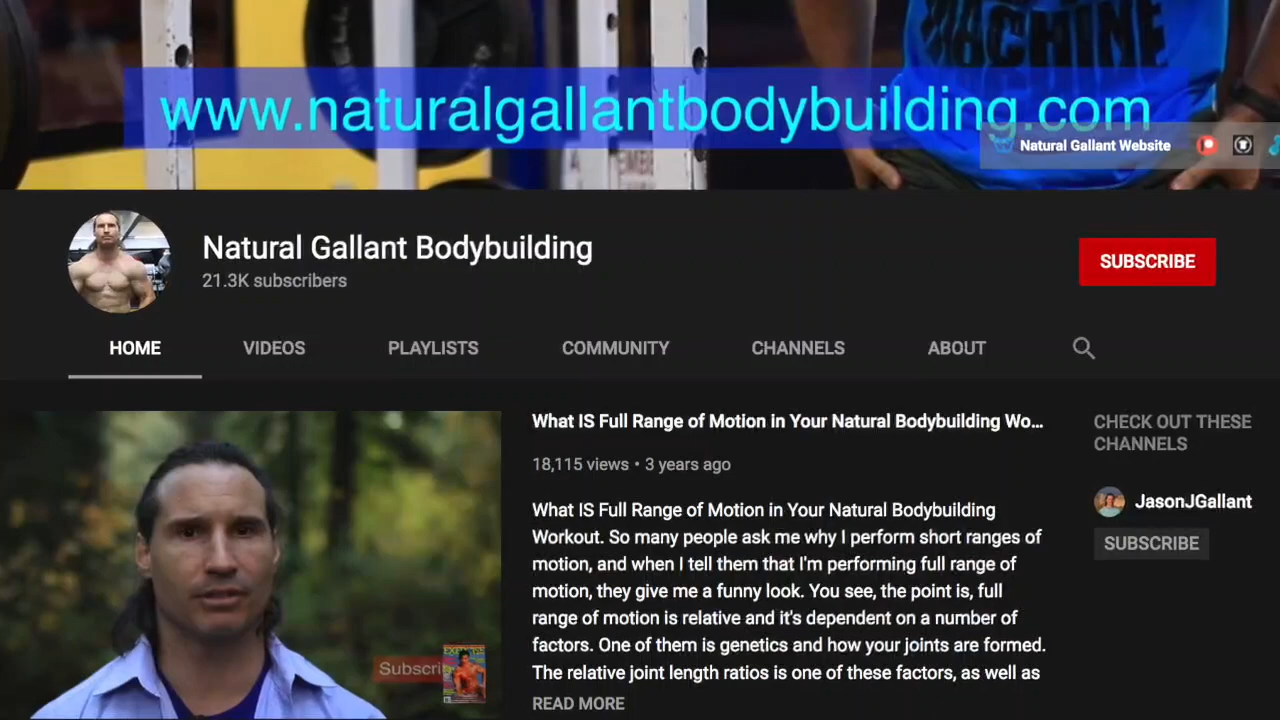 MACHINE
www.naturalgallantbodybuilding.com
Natural Gallant Website
Natural Gallant Bodybuilding
21.3K subscribers
SUBSCRIBE
HOME VIDEOS PLAYLISTS COMMUNITY CHANNELS ABOUT
What IS Full Range of Motion in Your Natural Bodybuilding Wo...
18,115 views • 3 years ago
What IS Full Range of Motion in Your Natural Bodybuilding
Workout. So many people ask me why I perform short ranges of
motion, and when I tell them that I'm performing full range of
motion, they give me a funny look. You see, the point is, full
range of motion is relative and it's dependent on a number of
factors. One of them is genetics and how your joints are formed.
The relative joint length ratios is one of these factors, as well as
READ MORE
CHECK OUT THESE
CHANNELS
JasonJGallant
SUBSCRIBE
Subscri